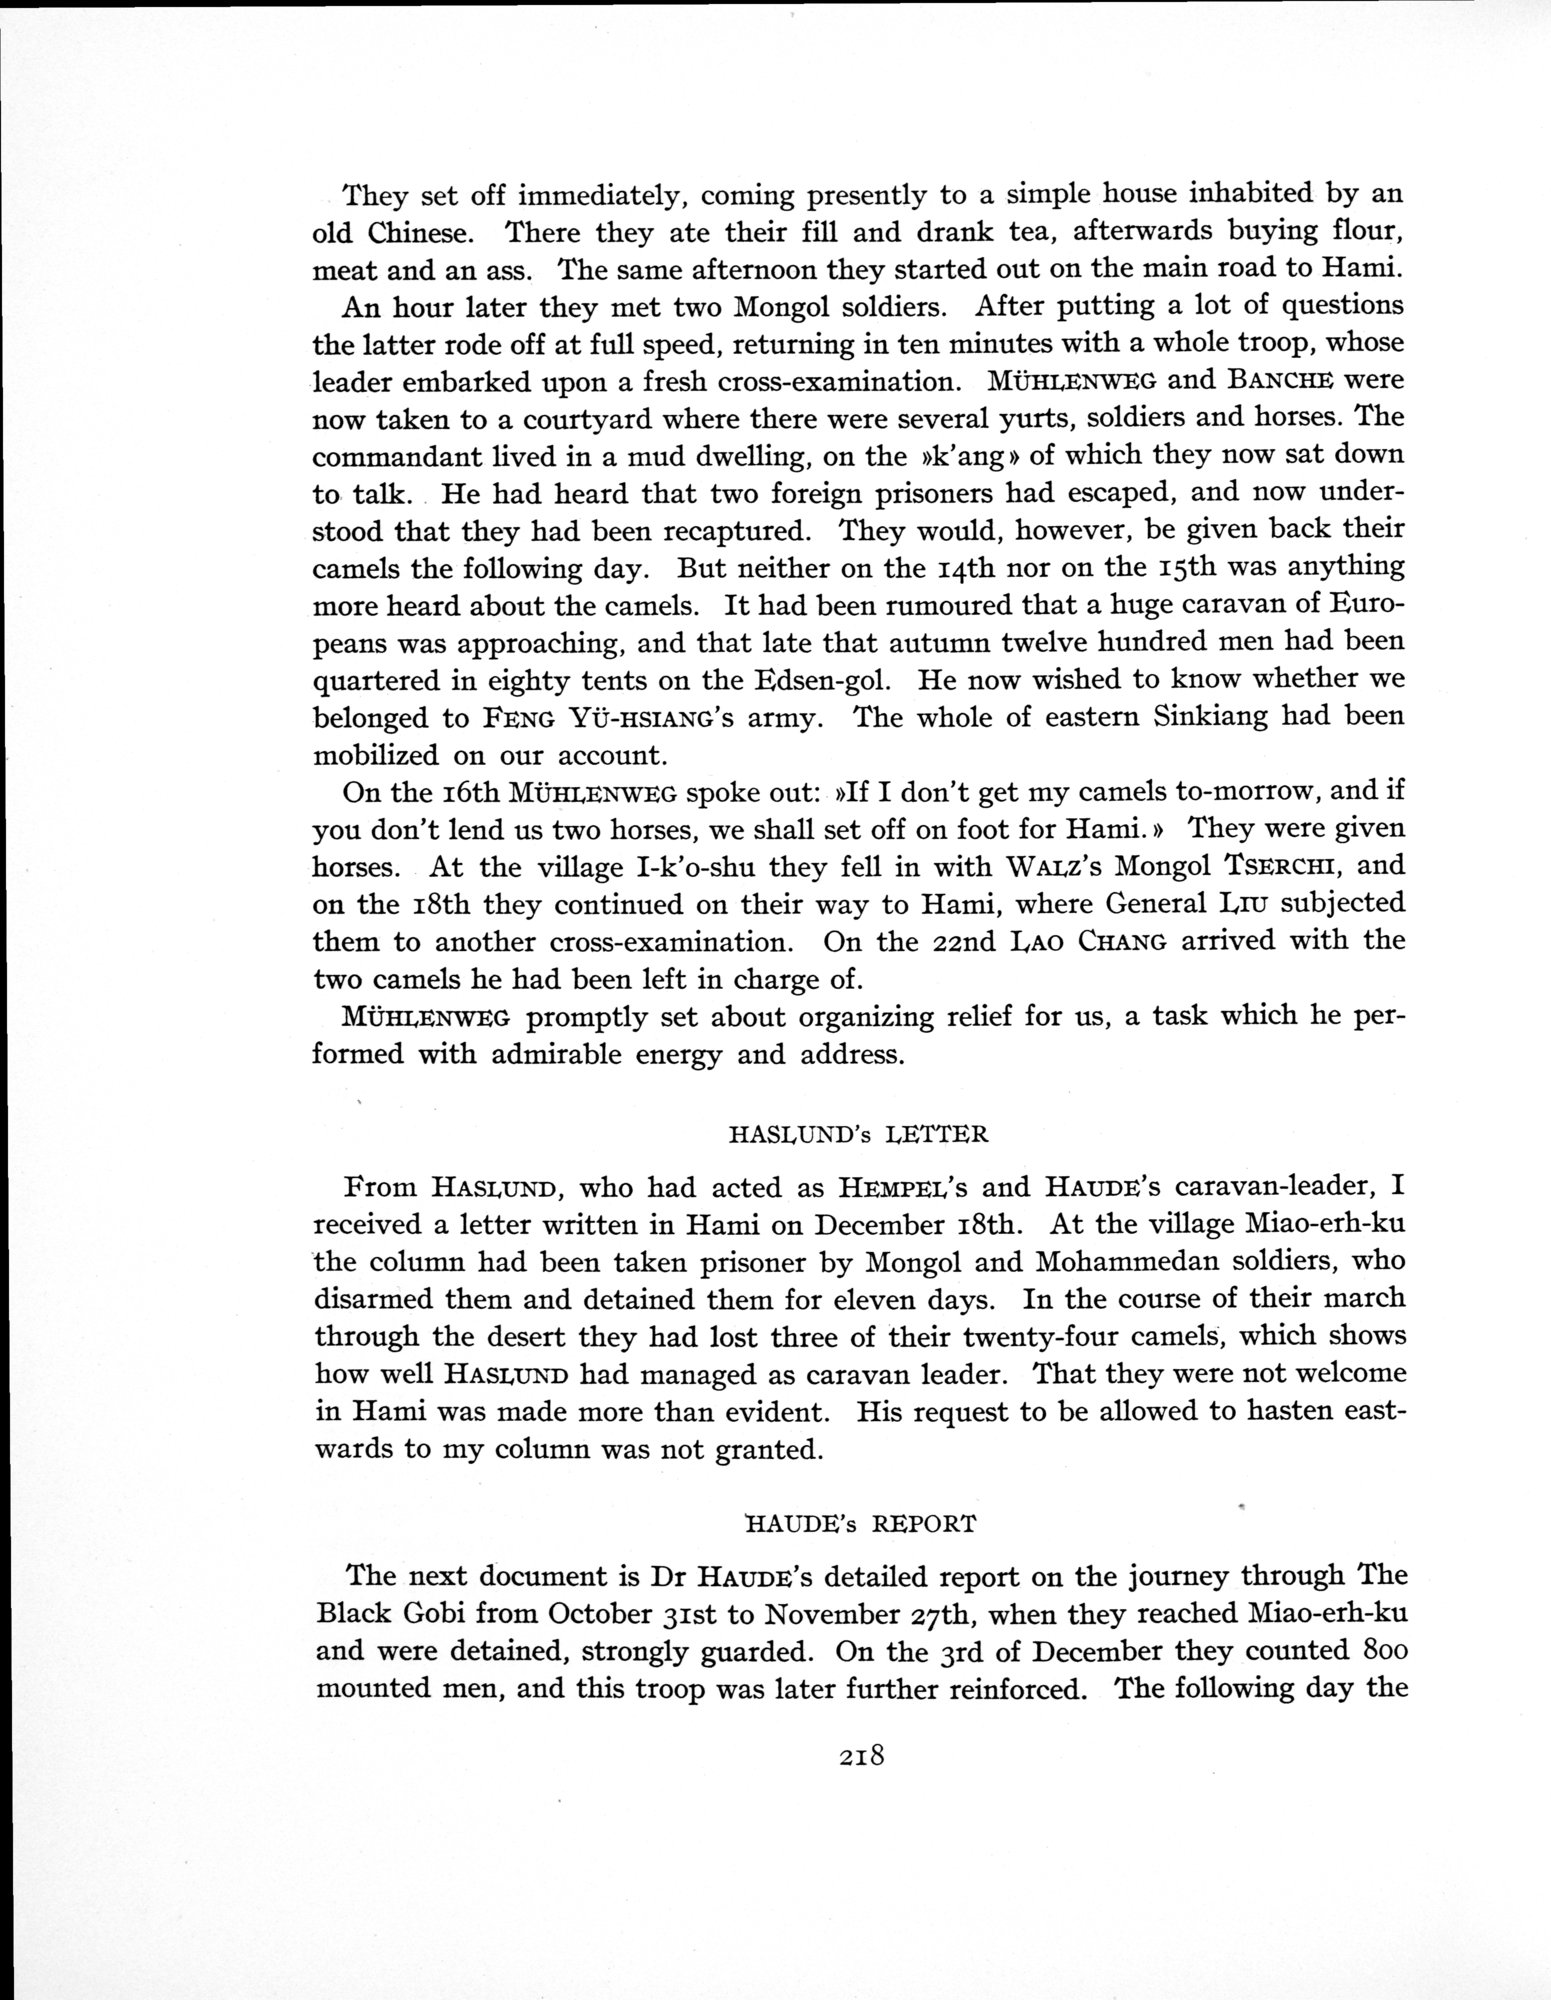 They set off immediately, coming presently to a simple house inhabited by an
old Chinese. There they ate their fill and drank tea, afterwards buying flour,
meat and an ass. The same afternoon they started out on the main road to Hami.
An hour later they met two Mongol soldiers. After putting a lot of questions
the latter rode off at full speed, returning in ten minutes with a whole troop, whose
leader embarked upon a fresh cross-examination. MÜHLENWEG and BANCHE were
now taken to a courtyard where there were several yurts, soldiers and horses. The
commandant lived in a mud dwelling, on the »k'ang» of which they now sat down
to talk. He had heard that two foreign prisoners had escaped, and now under-
stood that they had been recaptured. They would, however, be given back their
camels the following day. But neither on the 14th nor on the 15th was anything
more heard about the camels. It had been rumoured that a huge caravan of Euro-
peans was approaching, and that late that autumn twelve hundred men had been
quartered in eighty tents on the Edsen-gol. He now wished to know whether we
belonged to FENG YÜ-HSIANG's army. The whole of eastern Sinkiang had been
mobilized on our account.
On the 16th MÜHLENWEG spoke out: »If I don't get my camels to-morrow, and if
you don't lend us two horses, we shall set off on foot for Hami.» They were given
horses. At the village I-k'o-shu they fell in with WALZ's Mongol TSERCHI, and
on the 18th they continued on their way to Hami, where General LIU subjected
them to another cross-examination. On the 22nd LAO CHANG arrived with the
two camels he had been left in charge of.
MÜHLENWEG promptly set about organizing relief for us, a task which he per-
formed with admirable energy and address.
HASLUND's LETTER
From HASLUND, who had acted as HEMPEL's and HAUDE's caravan-leader, I
received a letter written in Hami on December 18th. At the village Miao-erh-ku
the column had been taken prisoner by Mongol and Mohammedan soldiers, who
disarmed them and detained them for eleven days. In the course of their march
through the desert they had lost three of their twenty-four camels, which shows
how well HASLUND had managed as caravan leader. That they were not welcome
in Hami was made more than evident. His request to be allowed to hasten east-
wards to my column was not granted.
HAUDE's REPORT
The next document is Dr HAUDE's detailed report on the journey through The
Black Gobi from October 31st to November 27th, when they reached Miao-erh-ku
and were detained, strongly guarded. On the 3rd of December they counted 800
mounted men, and this troop was later further reinforced. The following day the
218